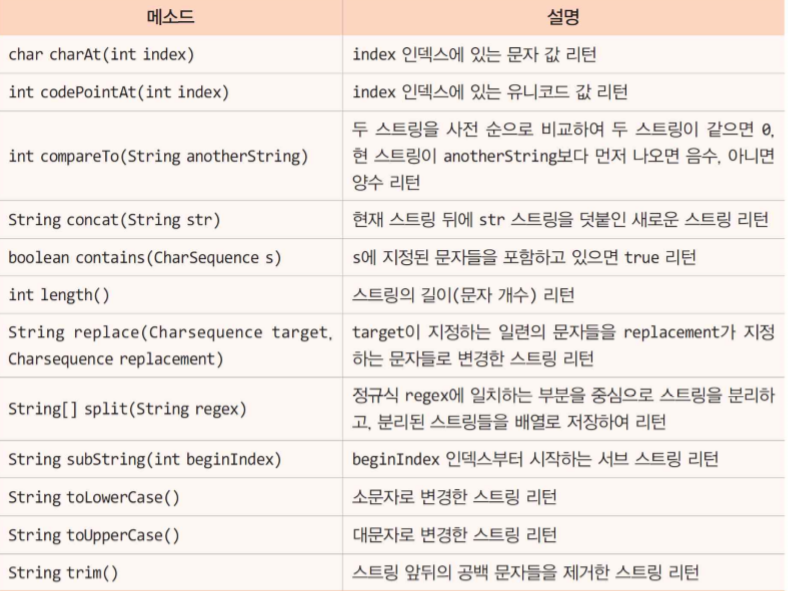 메소드
설명
char charAt(int index)
index 인덱스에 있는 문자 값 리턴
int codePointAt(int index)
index 인덱스에 있는 유니코드 값 리턴
int compareTo(String anotherString)
두 스트링을 사전 순으로 비교하여 두 스트링이 같으면 0,
현 스트링이 anotherString보다 먼저 나오면 음수, 아니면
양수 리턴
String concat(String str)
현재 스트링 뒤에 str 스트링을 덧붙인 새로운 스트링 리턴
boolean contains(CharSequence s)
s에 지정된 문자들을 포함하고 있으면 true 리턴
int length()
스트링의 길이(문자 개수) 리턴
String replace(Charsequence target,
Charsequence replacement)
target이 지정하는 일련의 문자들을 replacement가 지정
하는 문자들로 변경한 스트링 리턴
String[] split(String regex)
정규식 regex에 일치하는 부분을 중심으로 스트링을 분리하
고, 분리된 스트링들을 배열로 저장하여 리턴
String subString(int beginIndex)
beginIndex 인덱스부터 시작하는 서브 스트링 리턴
String toLowerCase()
소문자로 변경한 스트링 리턴
String toUpperCase()
대문자로 변경한 스트링 리턴
String trim()
스트링 앞뒤의 공백 문자들을 제거한 스트링 리턴